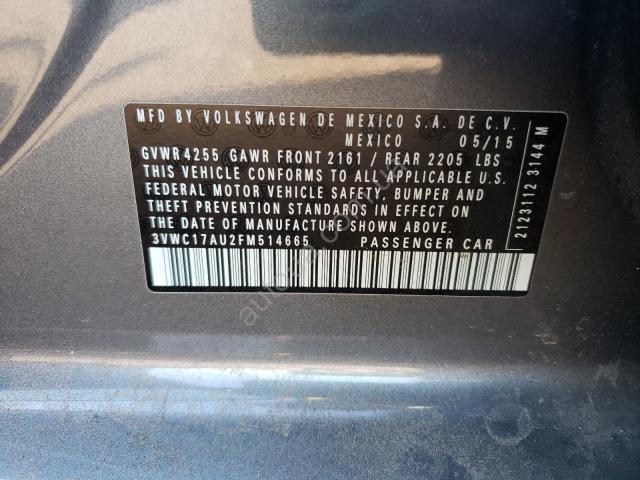 MFD BY VOLKSWAGEN DE MEXICO S.A. DE C.V.
MEXICO 05/15
GVWR 4255 GAWR FRONT 2161 / REAR 2205 LBS
THIS VEHICLE CONFORMS TO ALL APPLICABLE
FEDERAL MOTOR VEHICLE SAFETY, BUMPER AND
THEFT PREVENTION STANDARDS IN EFFECT ON
THE DATE OF MANUFACTURE SHOWN ABOVE.
3VWC17AU2FM514665 PASSENGER CAR
2123112 3144 M